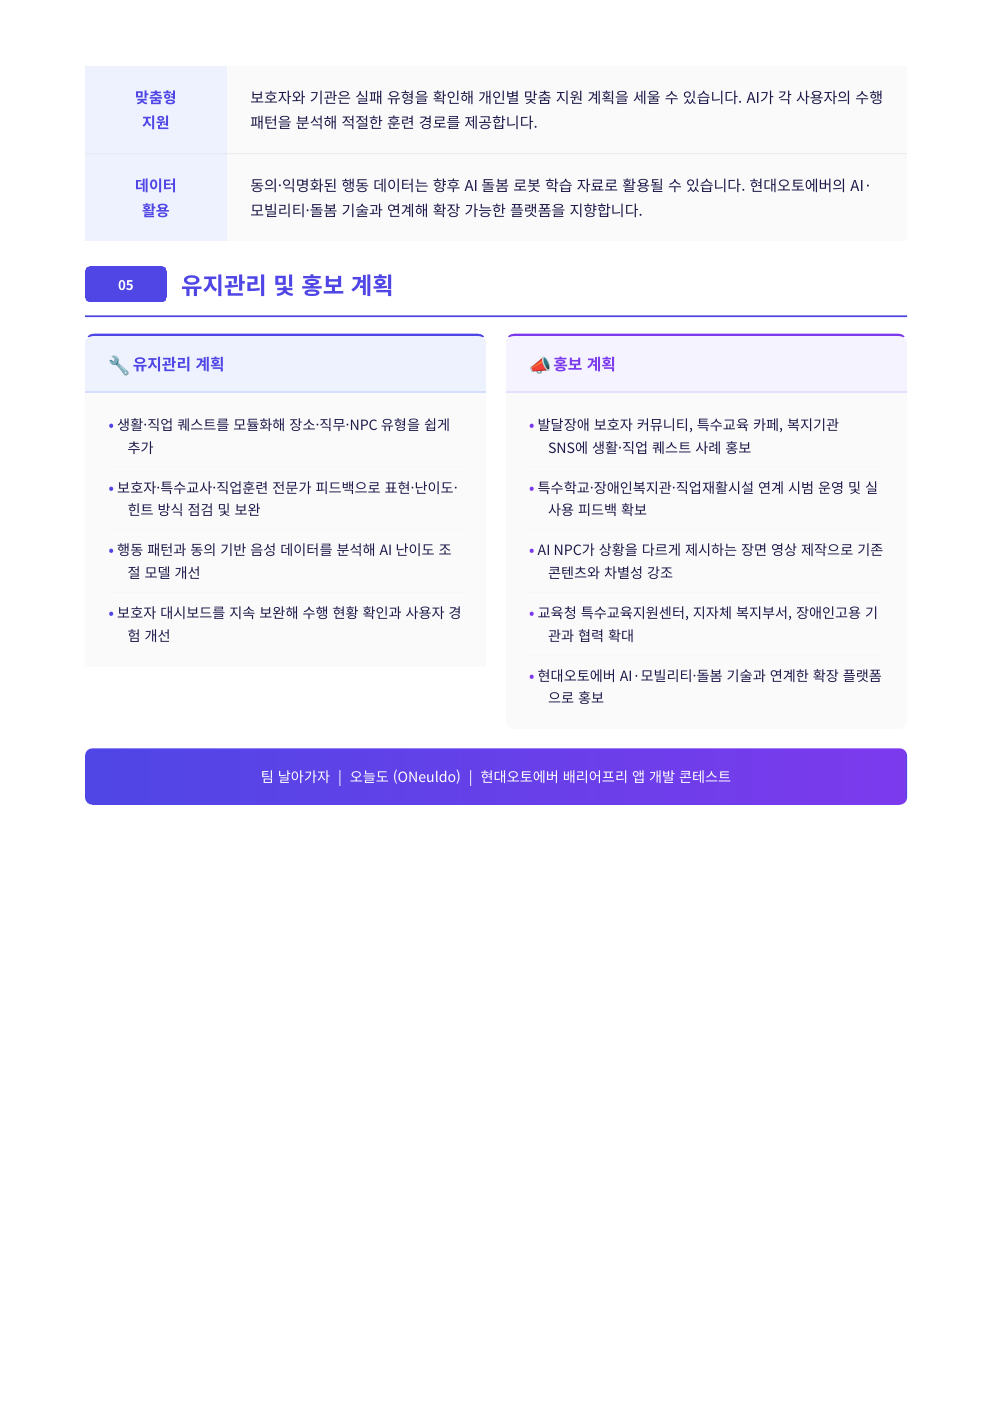 맞춤형
지원
보호자와 기관은 실패 유형을 확인해 개인별 맞춤 지원 계획을 세울 수 있습니다. AI가 각 사용자의 수행
패턴을 분석해 적절한 훈련 경로를 제공합니다.
데이터
활용
동의·익명화된 행동 데이터는 향후 AI 돌봄 로봇 학습 자료로 활용될 수 있습니다. 현대오토에버의 AI·
모빌리티·돌봄 기술과 연계해 확장 가능한 플랫폼을 지향합니다.
05
유지관리 및 홍보 계획
🔧 유지관리 계획
• 생활·직업 퀘스트를 모듈화해 장소·직무·NPC 유형을 쉽게
추가
• 보호자·특수교사·직업훈련 전문가 피드백으로 표현·난이도·
힌트 방식 점검 및 보완
• 행동 패턴과 동의 기반 음성 데이터를 분석해 AI 난이도 조
절 모델 개선
• 보호자 대시보드를 지속 보완해 수행 현황 확인과 사용자 경
험 개선
📣 홍보 계획
• 발달장애 보호자 커뮤니티, 특수교육 카페, 복지기관
SNS에 생활·직업 퀘스트 사례 홍보
• 특수학교·장애인복지관·직업재활시설 연계 시범 운영 및 실
사용 피드백 확보
• AI NPC가 상황을 다르게 제시하는 장면 영상 제작으로 기존
콘텐츠와 차별성 강조
• 교육청 특수교육지원센터, 지자체 복지부서, 장애인고용 기
관과 협력 확대
• 현대오토에버 AI·모빌리티·돌봄 기술과 연계한 확장 플랫폼
으로 홍보
팀 날아가자 | 오늘도 (ONeuldo) | 현대오토에버 배리어프리 앱 개발 콘테스트